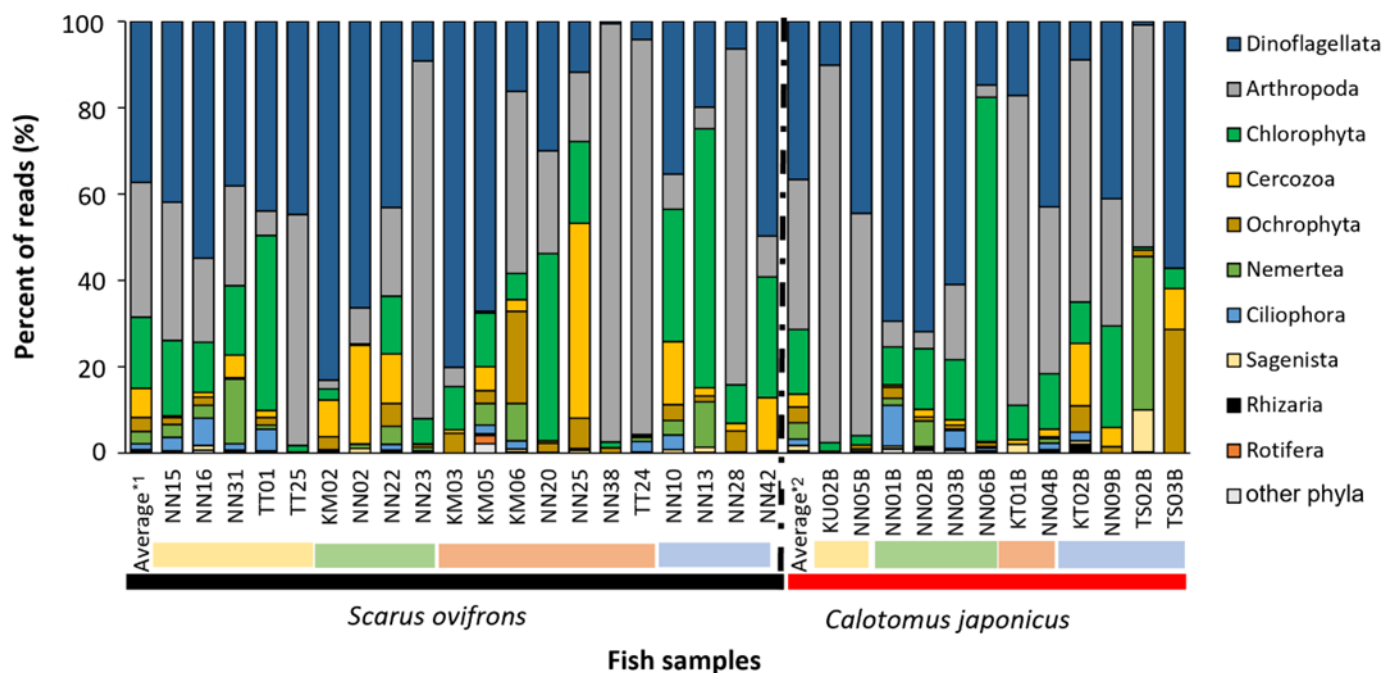 Percent of reads (%)
100
80
60
40
20
0
Average*1
NN15
NN16
NN31
TT01
TT25
KM02
NN02
NN22
NN23
KM03
KM05
KM06
NN20
NN25
NN38
TT24
NN10
NN13
NN28
NN42
Average*2
KU02B
NN05B
NN01B
NN02B
NN03B
NN06B
KT01B
NN04B
KT02B
NN09B
TS02B
TS03B
Scarus ovifrons
Calotomus japonicus
Fish samples
Dinoflagellata
Arthropoda
Chlorophyta
Cercozoa
Ochrophyta
Nemertea
Ciliophora
Sagenista
Rhizaria
Rotifera
other phyla